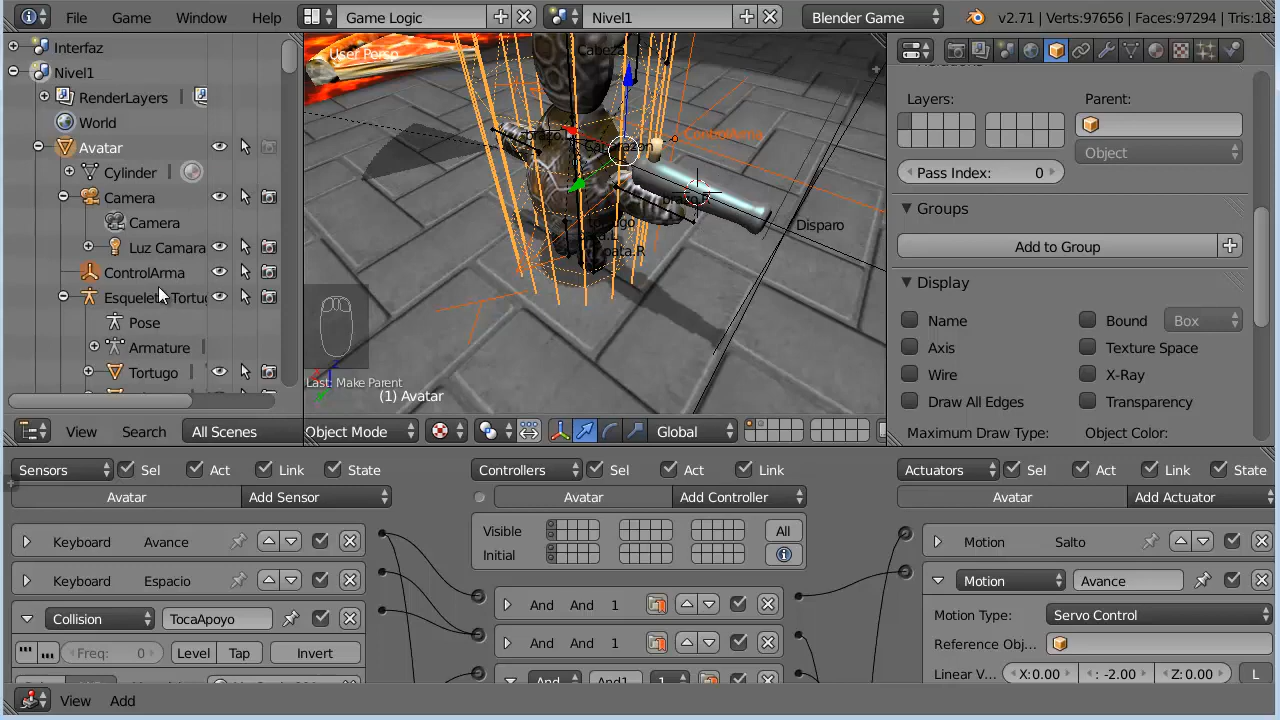 File Game Window Help Game Logic Nivel1 Blender Game v2.71 | Verts:97656 | Faces:97294 | Tris:18
Interfaz
Nivel1
RenderLayers
World
Avatar
Cylinder
Camera
Camera
Luz Camara
ControlArma
Pose
Armature
Tortugo
View Search All Scenes
User Persp
Cabeza
ControlArma
Disparo
pata.R
Last: Make Parent
(1) Avatar
Object Mode Global
Layers: Parent:
Object
Pass Index: 0
Groups
Add to Group
Display
Name Bound Box
Axis Texture Space
Wire X-Ray
Draw All Edges Transparency
Maximum Draw Type: Object Color:
Sensors Sel Act Link State
Avatar Add Sensor
Keyboard Avance
Keyboard Espacio
Collision TocaApoyo
Freq: 0 Level Tap Invert
Controllers Sel Act Link
Avatar Add Controller
Visible All
Initial
And And 1
And And 1
And And1 1
Actuators Sel Act Link State
Avatar Add Actuator
Motion Salto
Motion Avance
Motion Type: Servo Control
Reference Obj...
Linear V... X:0.00 : -2.00 Z:0.00 L
View Add